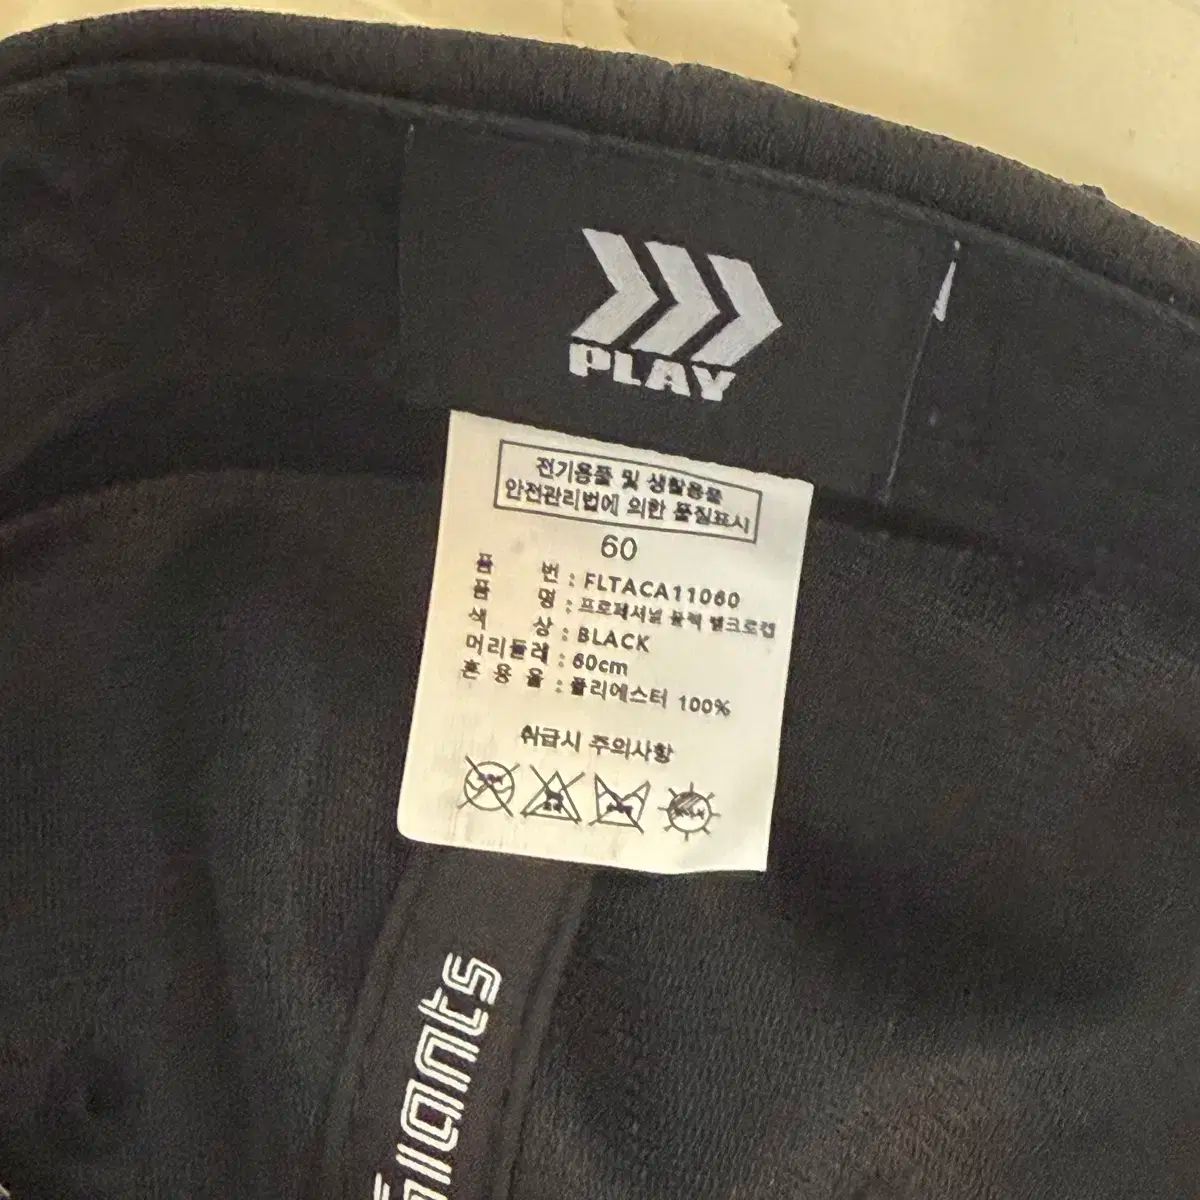 PLAY
전기용품 및 생활용품
안전관리법에 의한 품질표시
60
품 번 : FLTACA11060
품 명 : 프로페셔널 블랙 벨크로캡
색 상 : BLACK
머리둘레 : 60cm
혼 용 율 : 폴리에스터 100%
취급시 주의사항
Giants